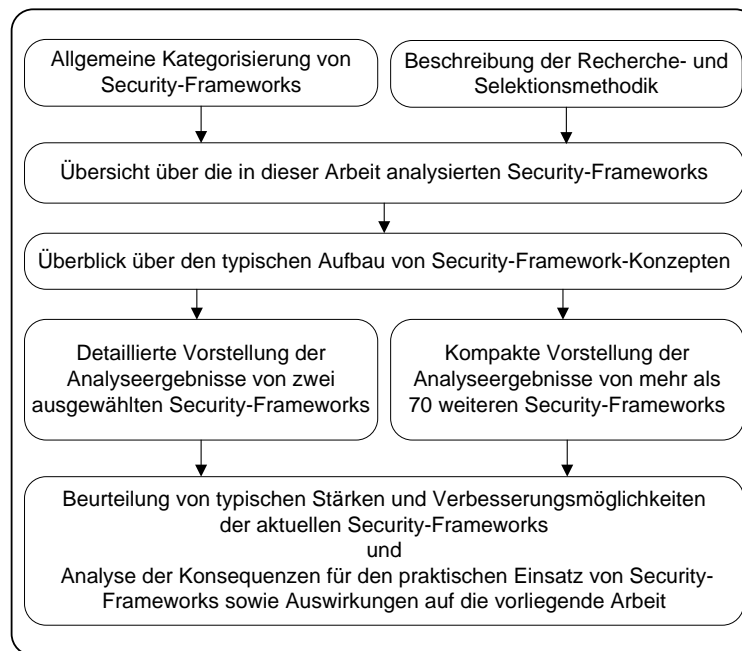 Allgemeine Kategorisierung von
Security-Frameworks
Beschreibung der Recherche- und
Selektionsmethodik
Übersicht über die in dieser Arbeit analysierten Security-Frameworks
Überblick über den typischen Aufbau von Security-Framework-Konzepten
Detaillierte Vorstellung der
Analyseergebnisse von zwei
ausgewählten Security-Frameworks
Kompakte Vorstellung der
Analyseergebnisse von mehr als
70 weiteren Security-Frameworks
Beurteilung von typischen Stärken und Verbesserungsmöglichkeiten
der aktuellen Security-Frameworks
und
Analyse der Konsequenzen für den praktischen Einsatz von Security-
Frameworks sowie Auswirkungen auf die vorliegende Arbeit